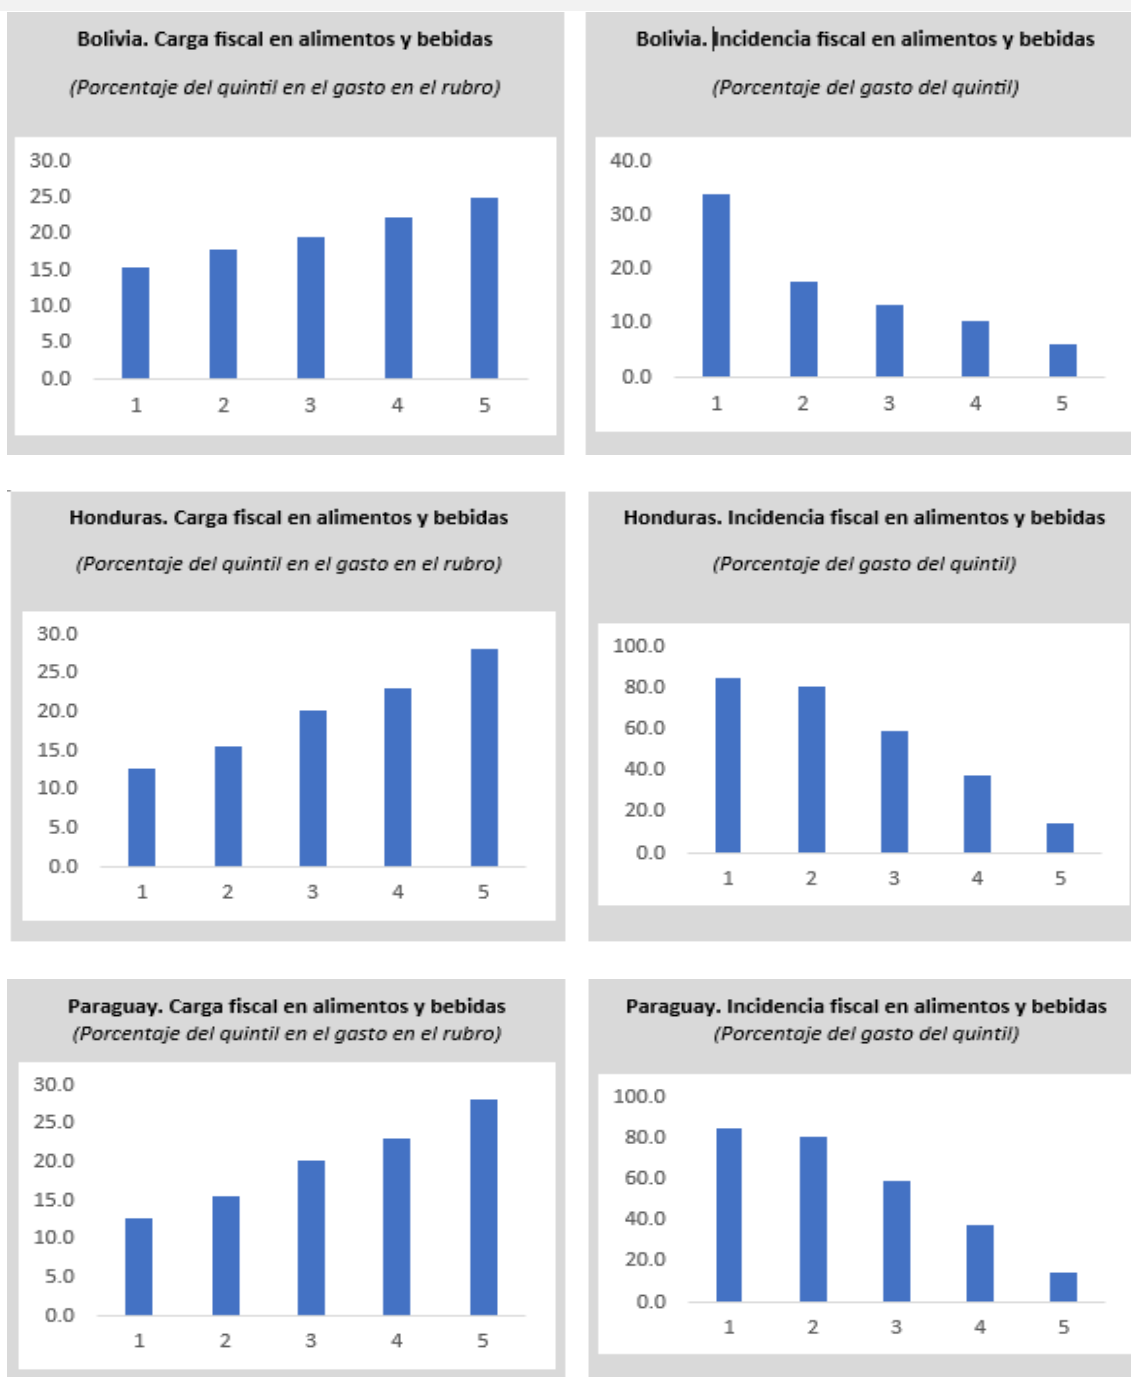 Bolivia. Carga fiscal en alimentos y bebidas
(Porcentaje del quintil en el gasto en el rubro)
30.0
25.0
20.0
15.0
10.0
5.0
0.0
1 2 3 4 5
Bolivia. Incidencia fiscal en alimentos y bebidas
(Porcentaje del gasto del quintil)
40.0
30.0
20.0
10.0
0.0
1 2 3 4 5
Honduras. Carga fiscal en alimentos y bebidas
(Porcentaje del quintil en el gasto en el rubro)
30.0
25.0
20.0
15.0
10.0
5.0
0.0
1 2 3 4 5
Honduras. Incidencia fiscal en alimentos y bebidas
(Porcentaje del gasto del quintil)
100.0
80.0
60.0
40.0
20.0
0.0
1 2 3 4 5
Paraguay. Carga fiscal en alimentos y bebidas
(Porcentaje del quintil en el gasto en el rubro)
30.0
25.0
20.0
15.0
10.0
5.0
0.0
1 2 3 4 5
Paraguay. Incidencia fiscal en alimentos y bebidas
(Porcentaje del gasto del quintil)
100.0
80.0
60.0
40.0
20.0
0.0
1 2 3 4 5